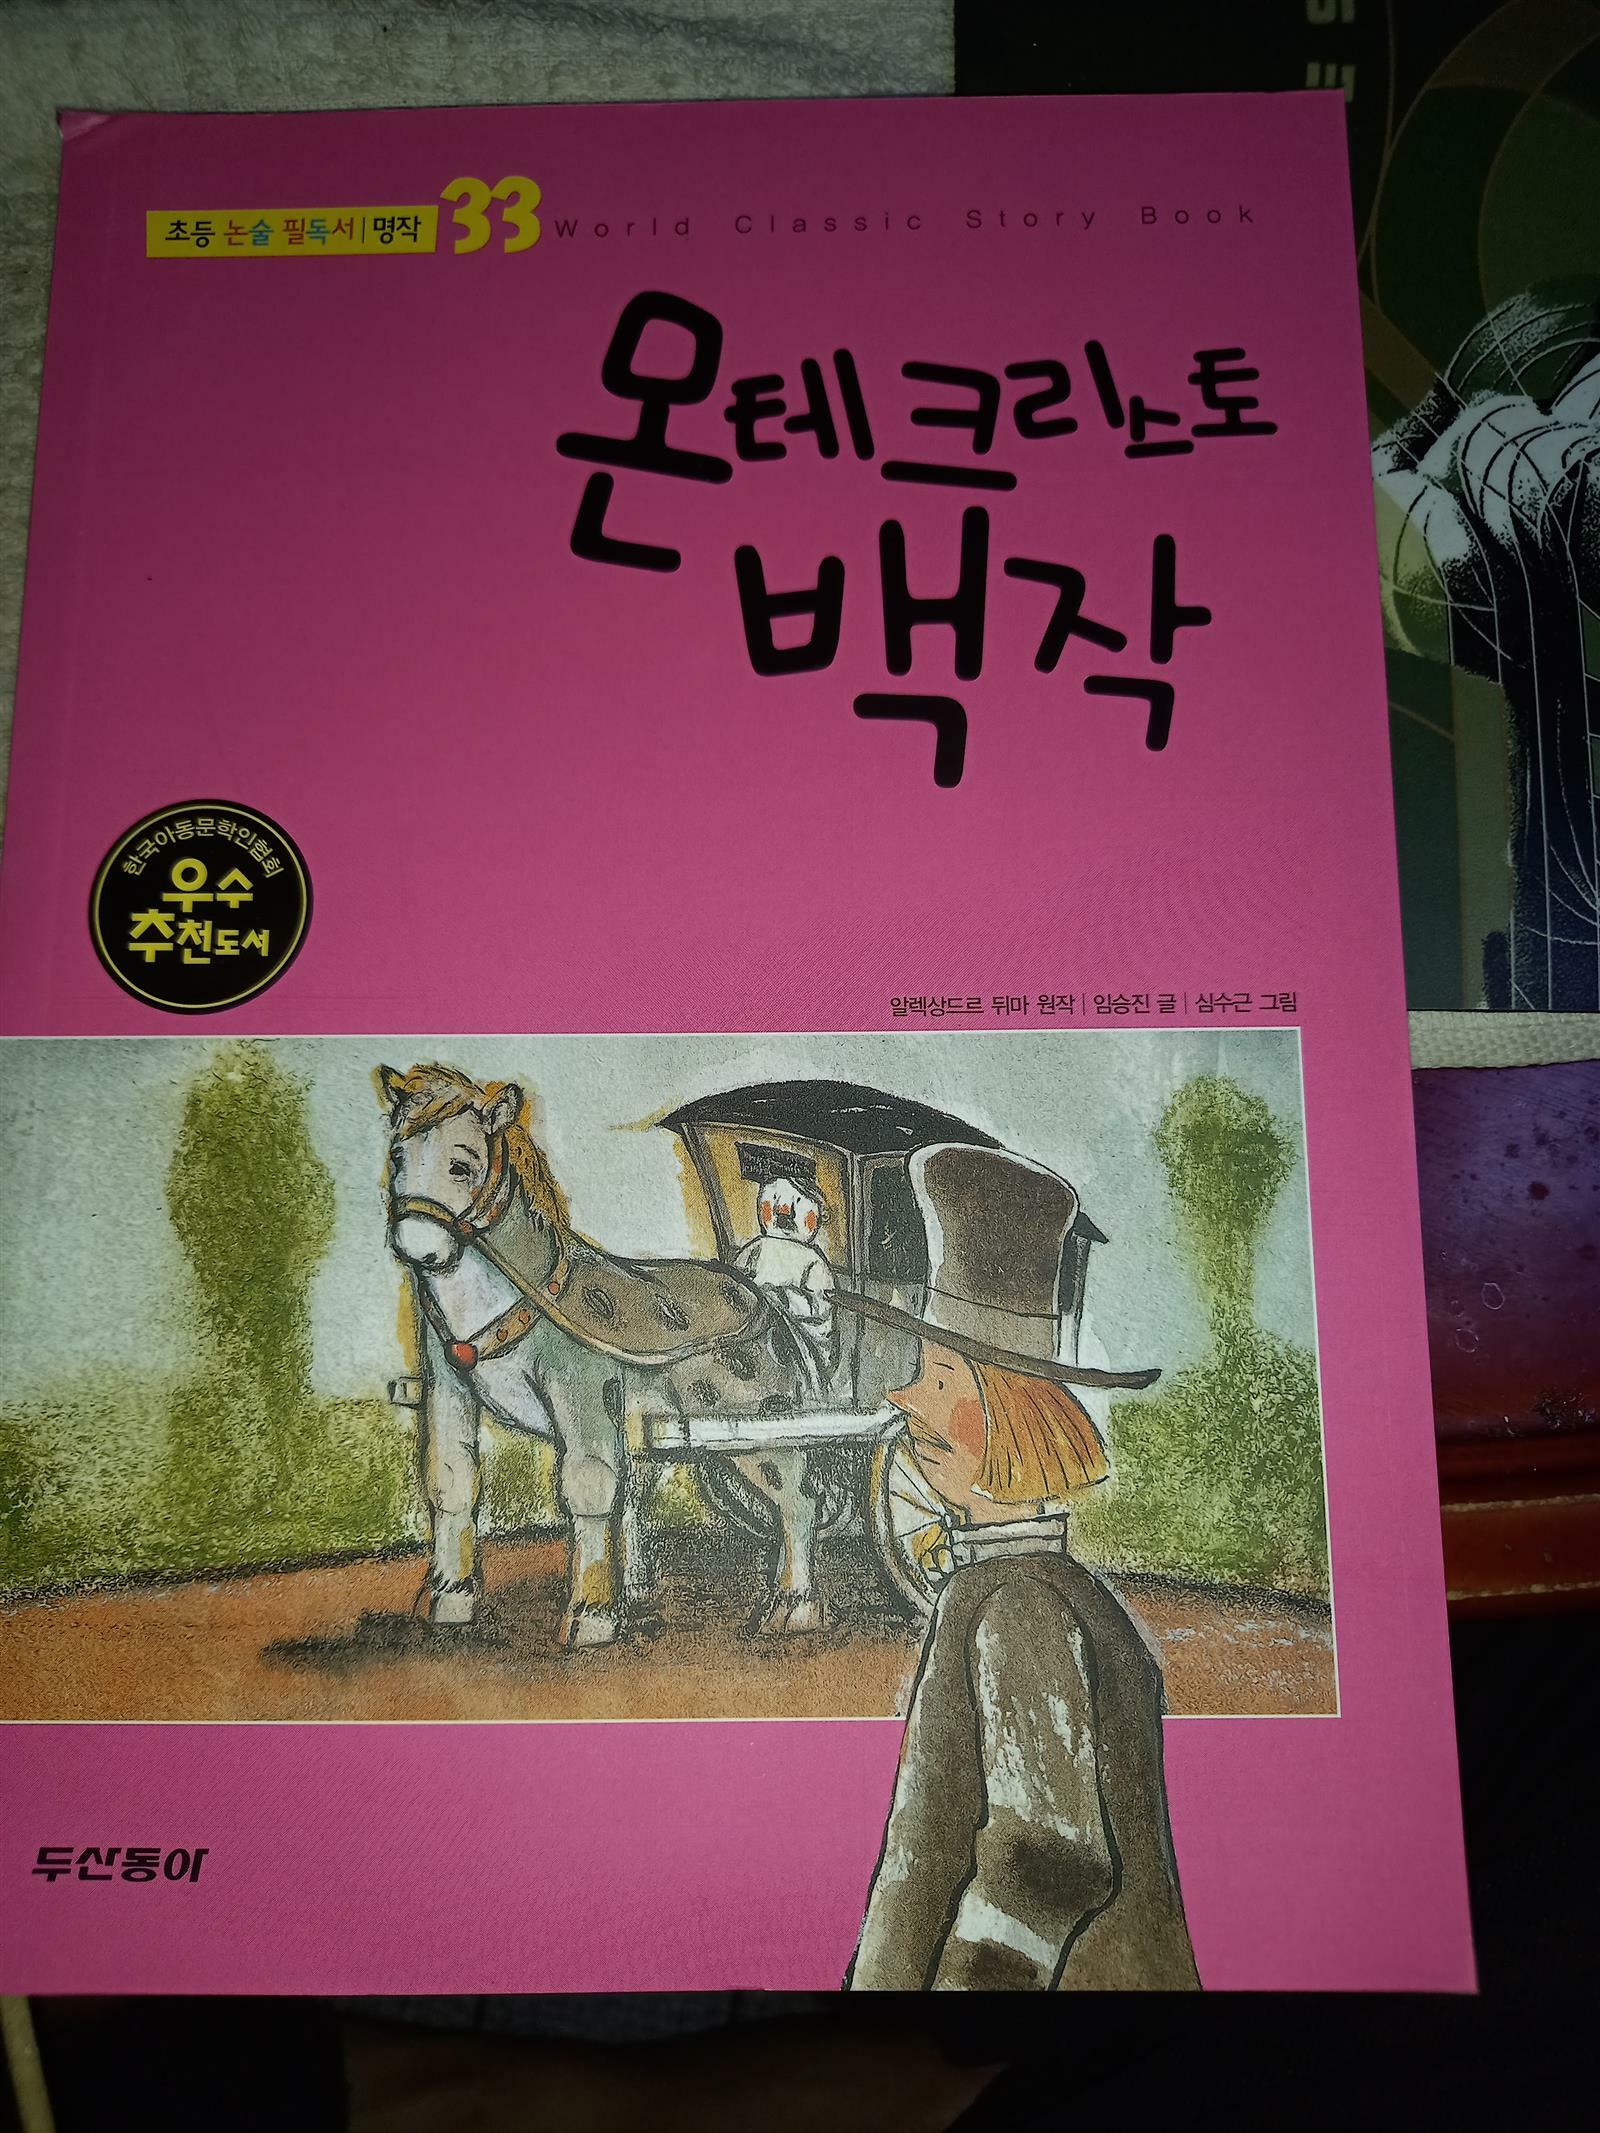 초등 논술 필독서|명작 33 World Classic Story Book
몬테크리스토
백작
한국아동문학인협회
우수
추천도서
알렉상드르 뒤마 원작|임승진 글|심수근 그림
두산동아